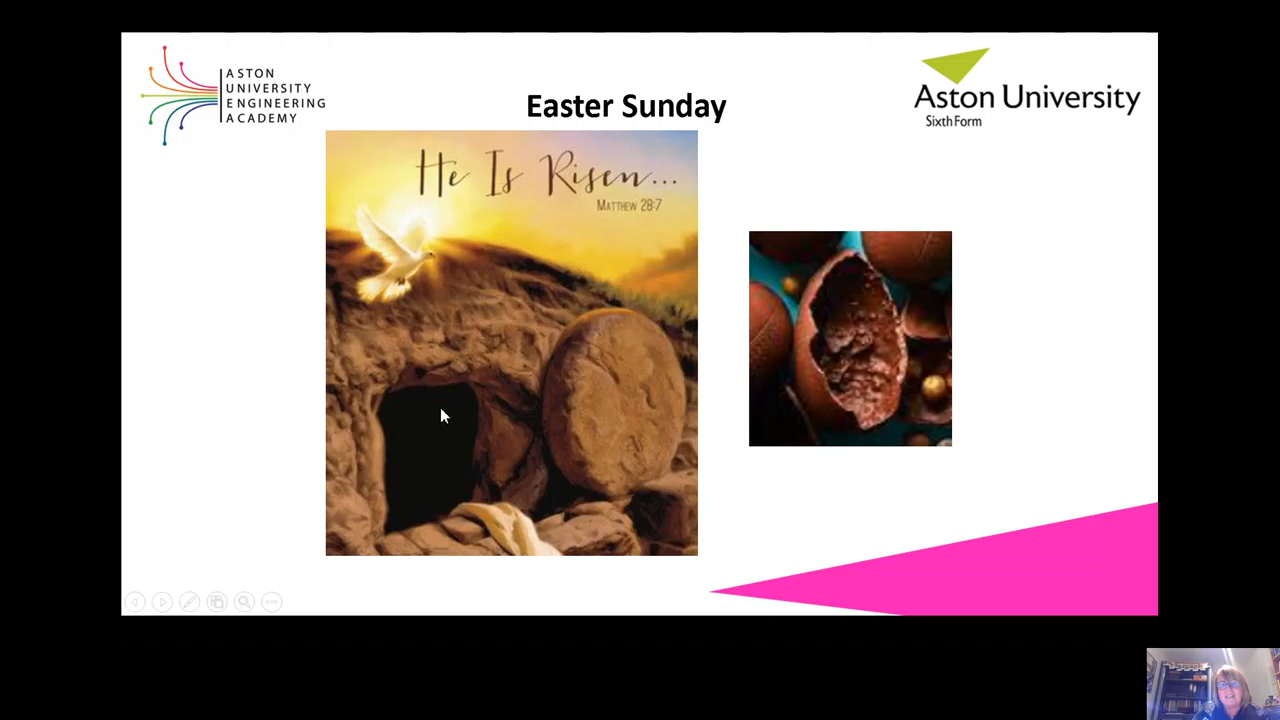 ASTON
UNIVERSITY
ENGINEERING
ACADEMY
Easter Sunday
Aston University
Sixth Form
He Is Risen...
Matthew 28:7